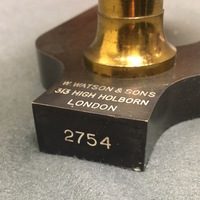 W. WATSON & SONS
313 HIGH HOLBORN
LONDON
2754